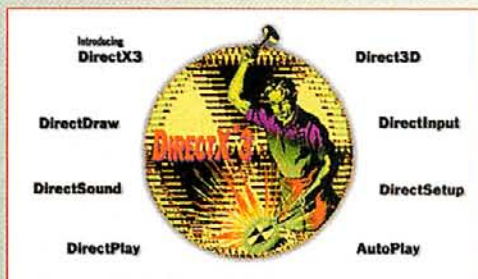 Introducing
DirectX3
DirectDraw
DirectSound
DirectPlay
DIRECTX 3
Direct3D
DirectInput
DirectSetup
AutoPlay